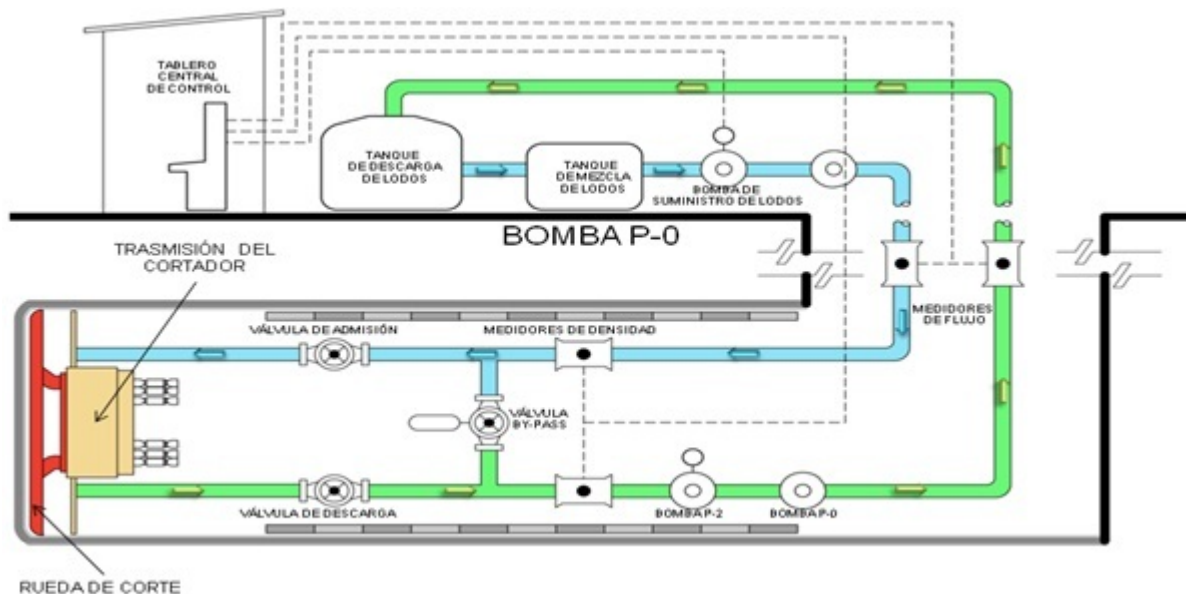 TABLERO
CENTRAL
DE CONTROL
TANQUE
DE DESCARGA
DE LODOS
TANQUE
DE MEZCLA
DE LODOS
BOMBA DE
SUMINISTRO DE LODOS
BOMBA P-0
TRASMISIÓN DEL
CORTADOR
VÁLVULA DE ADMISIÓN
MEDIDORES DE DENSIDAD
MEDIDORES
DE FLUJO
VÁLVULA
BY-PASS
VÁLVULA DE DESCARGA
BOMBA P-2
BOMBA P-0
RUEDA DE CORTE